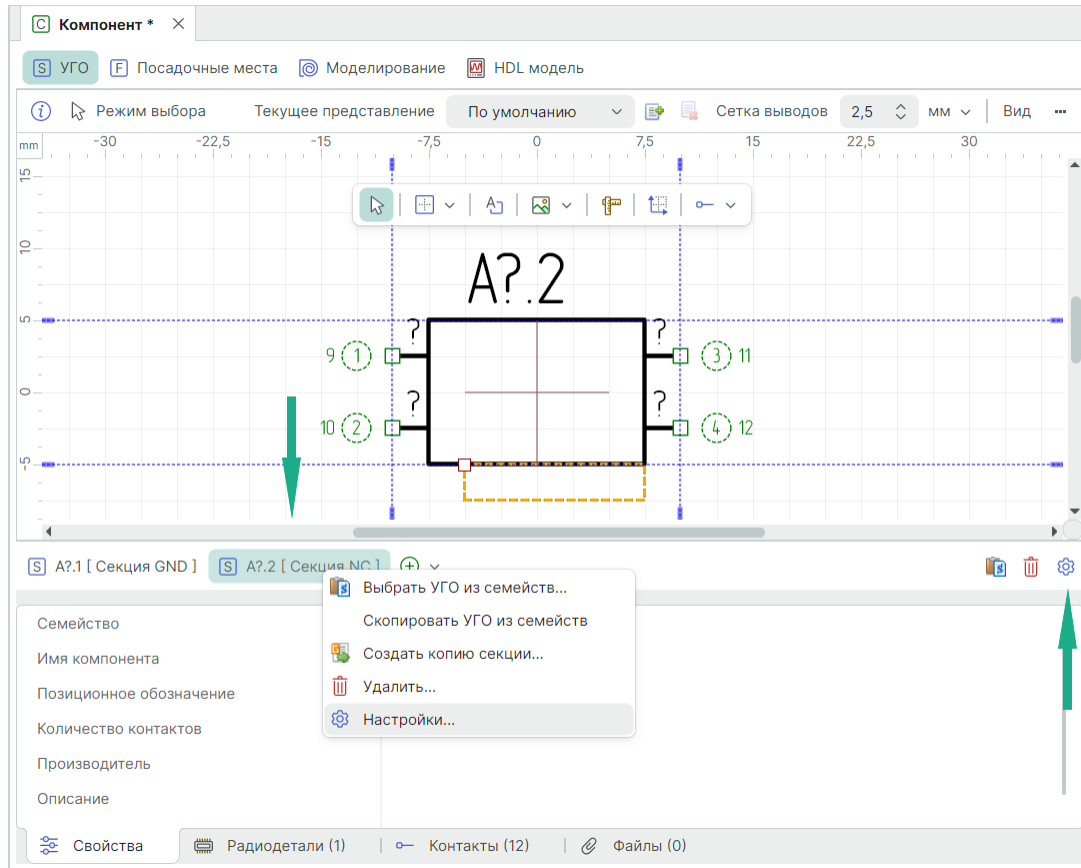 C Компонент *
S УГО F Посадочные места Моделирование HDL модель
Режим выбора Текущее представление По умолчанию Сетка выводов 2,5 мм Вид
mm -30 -22,5 -15 -7,5 0 7,5 15 22,5 30
15
10
A?.2
5
? ?
9 1 3 11
0
? ?
10 2 4 12
-5
S A?.1 [ Секция GND ] S A?.2 [ Секция NC ]
Выбрать УГО из семейств...
Скопировать УГО из семейств
Создать копию секции...
Удалить...
Настройки...
Семейство
Имя компонента
Позиционное обозначение
Количество контактов
Производитель
Описание
Свойства Радиодетали (1) Контакты (12) Файлы (0)